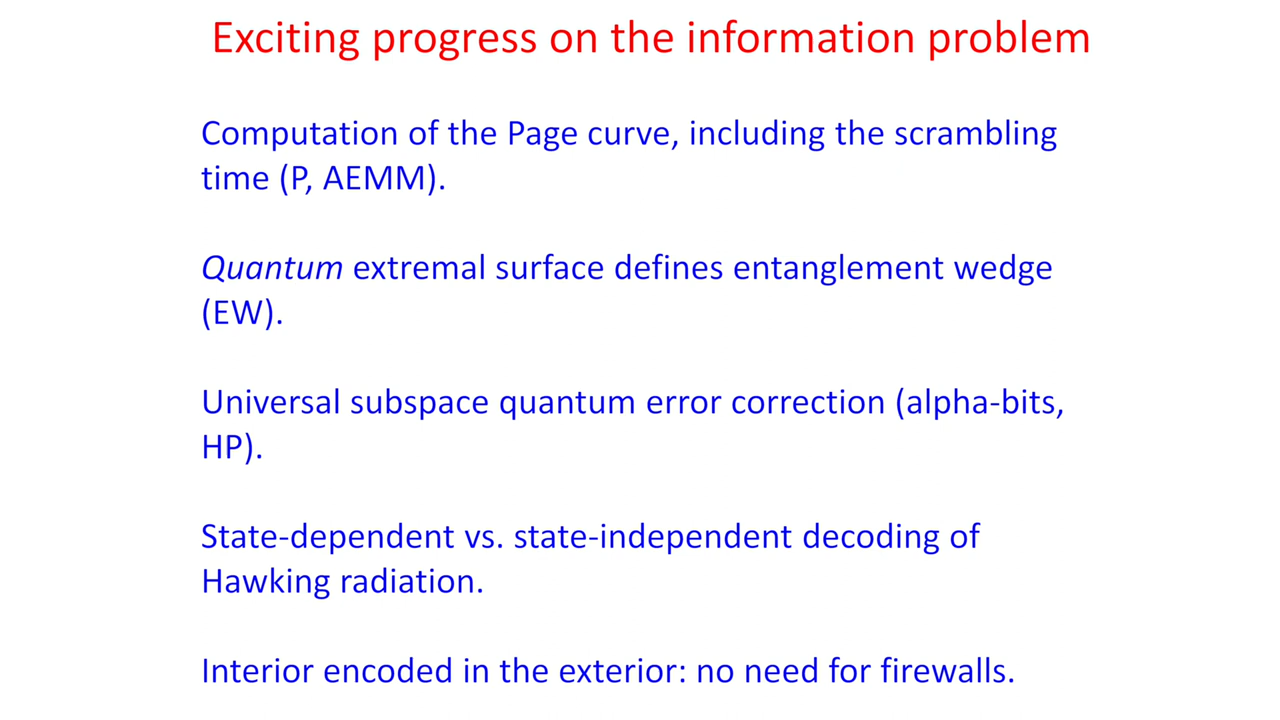 Exciting progress on the information problem
Computation of the Page curve, including the scrambling
time (P, AEMM).
Quantum extremal surface defines entanglement wedge
(EW).
Universal subspace quantum error correction (alpha-bits,
HP).
State-dependent vs. state-independent decoding of
Hawking radiation.
Interior encoded in the exterior: no need for firewalls.